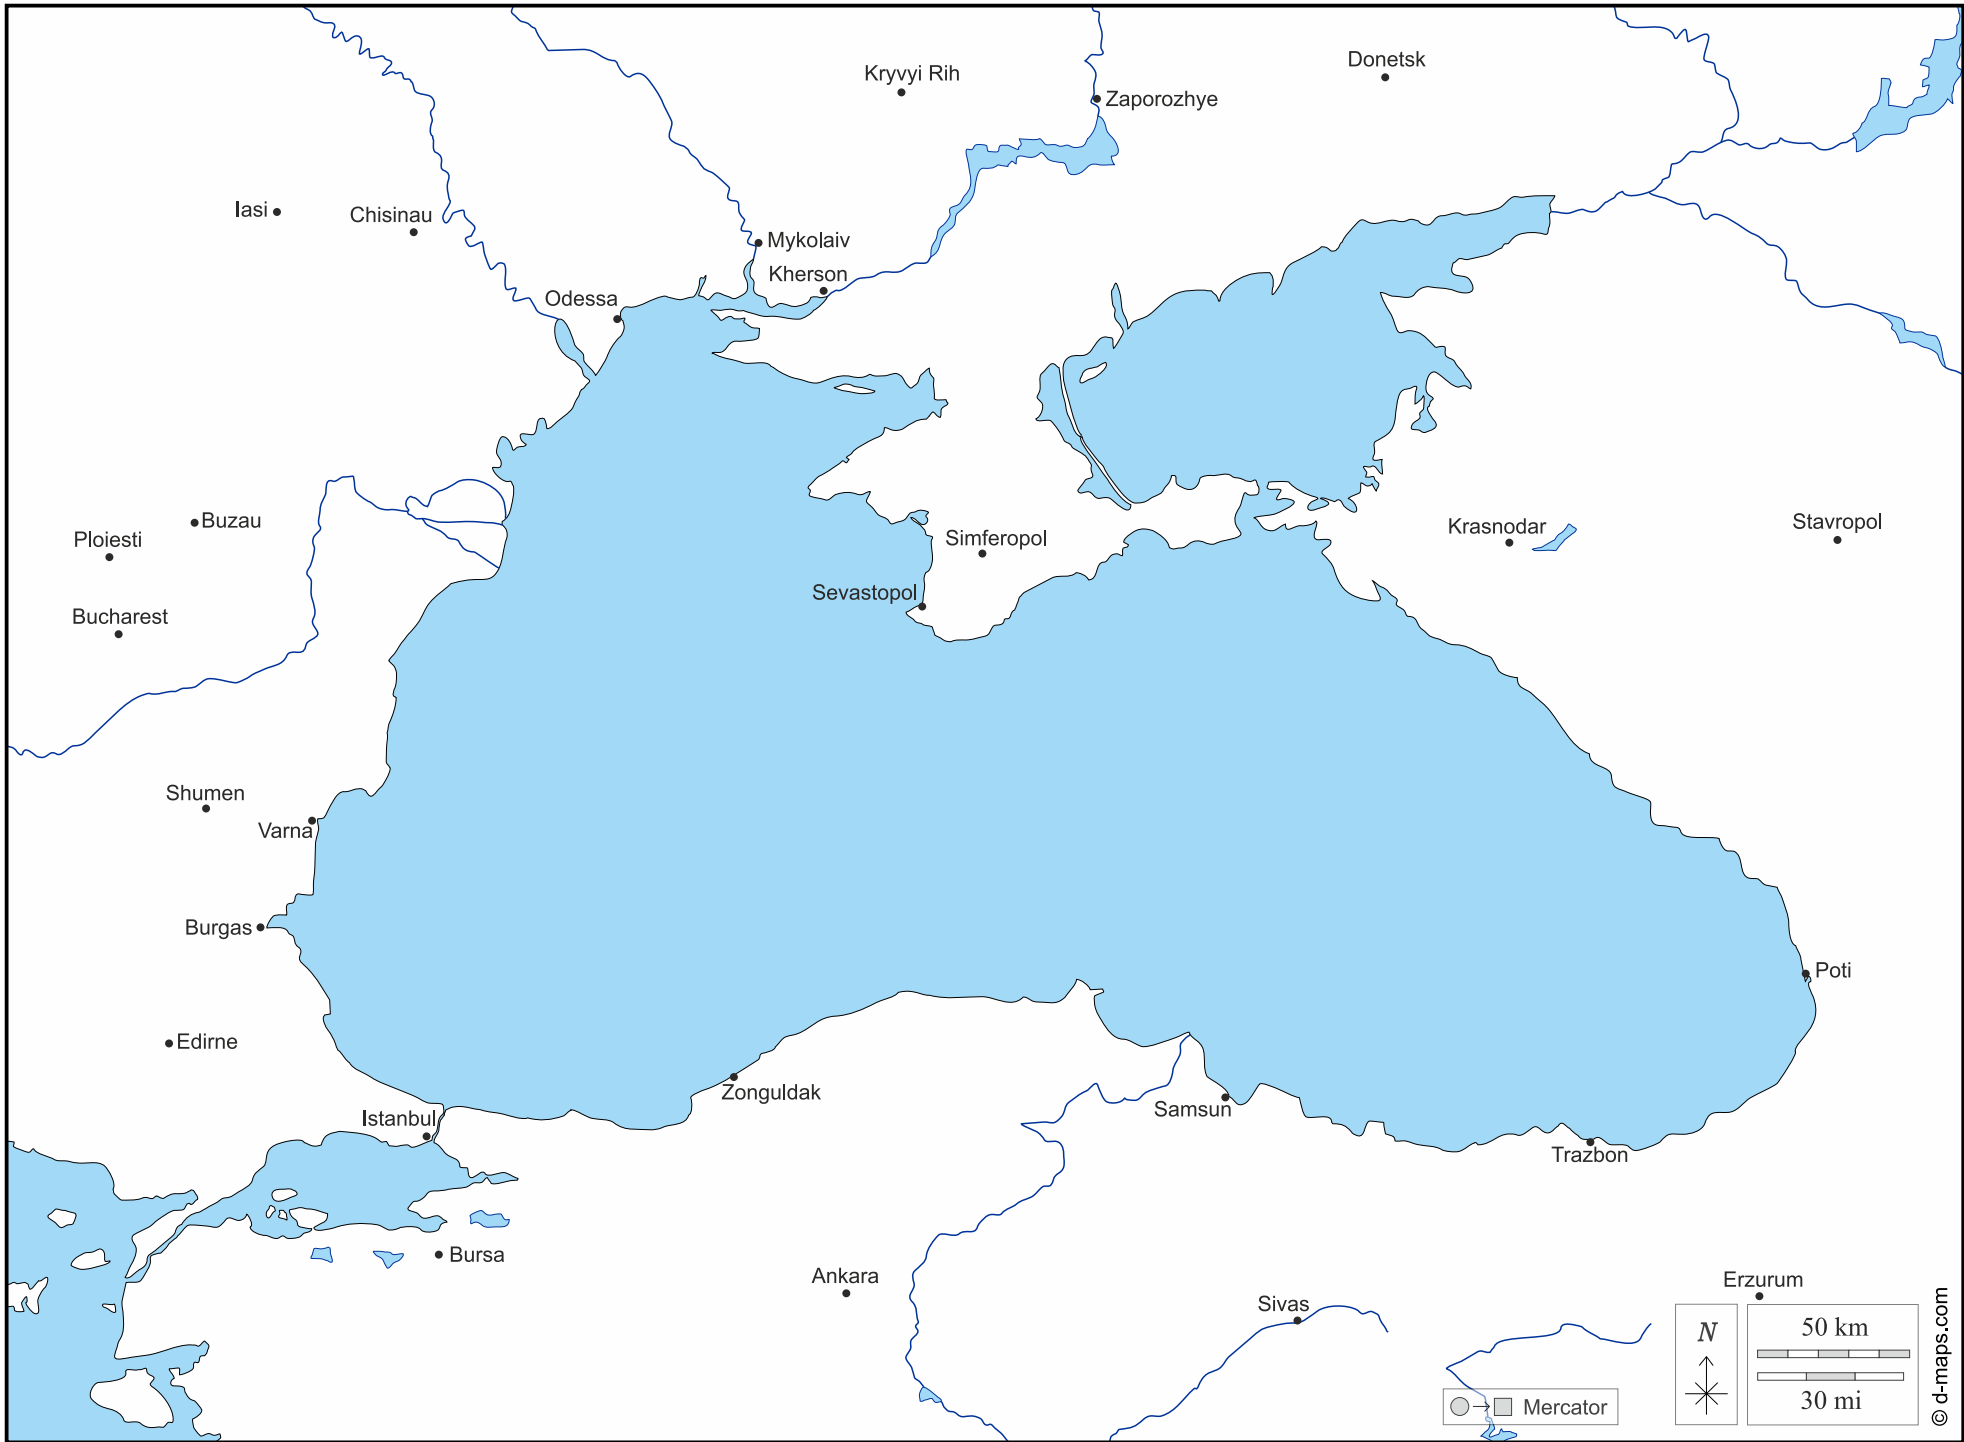 Donetsk
Kryvyi Rih
Zaporozhye
Iasi
Chisinau
Mykolaiv
Kherson
Odessa
Buzau
Ploiesti
Krasnodar
Stavropol
Simferopol
Sevastopol
Bucharest
Shumen
Varna
Burgas
Poti
Edirne
Zonguldak
Samsun
Istanbul
Trazbon
Bursa
Ankara
Erzurum
Sivas
N
50 km
30 mi
Mercator
© d-maps.com